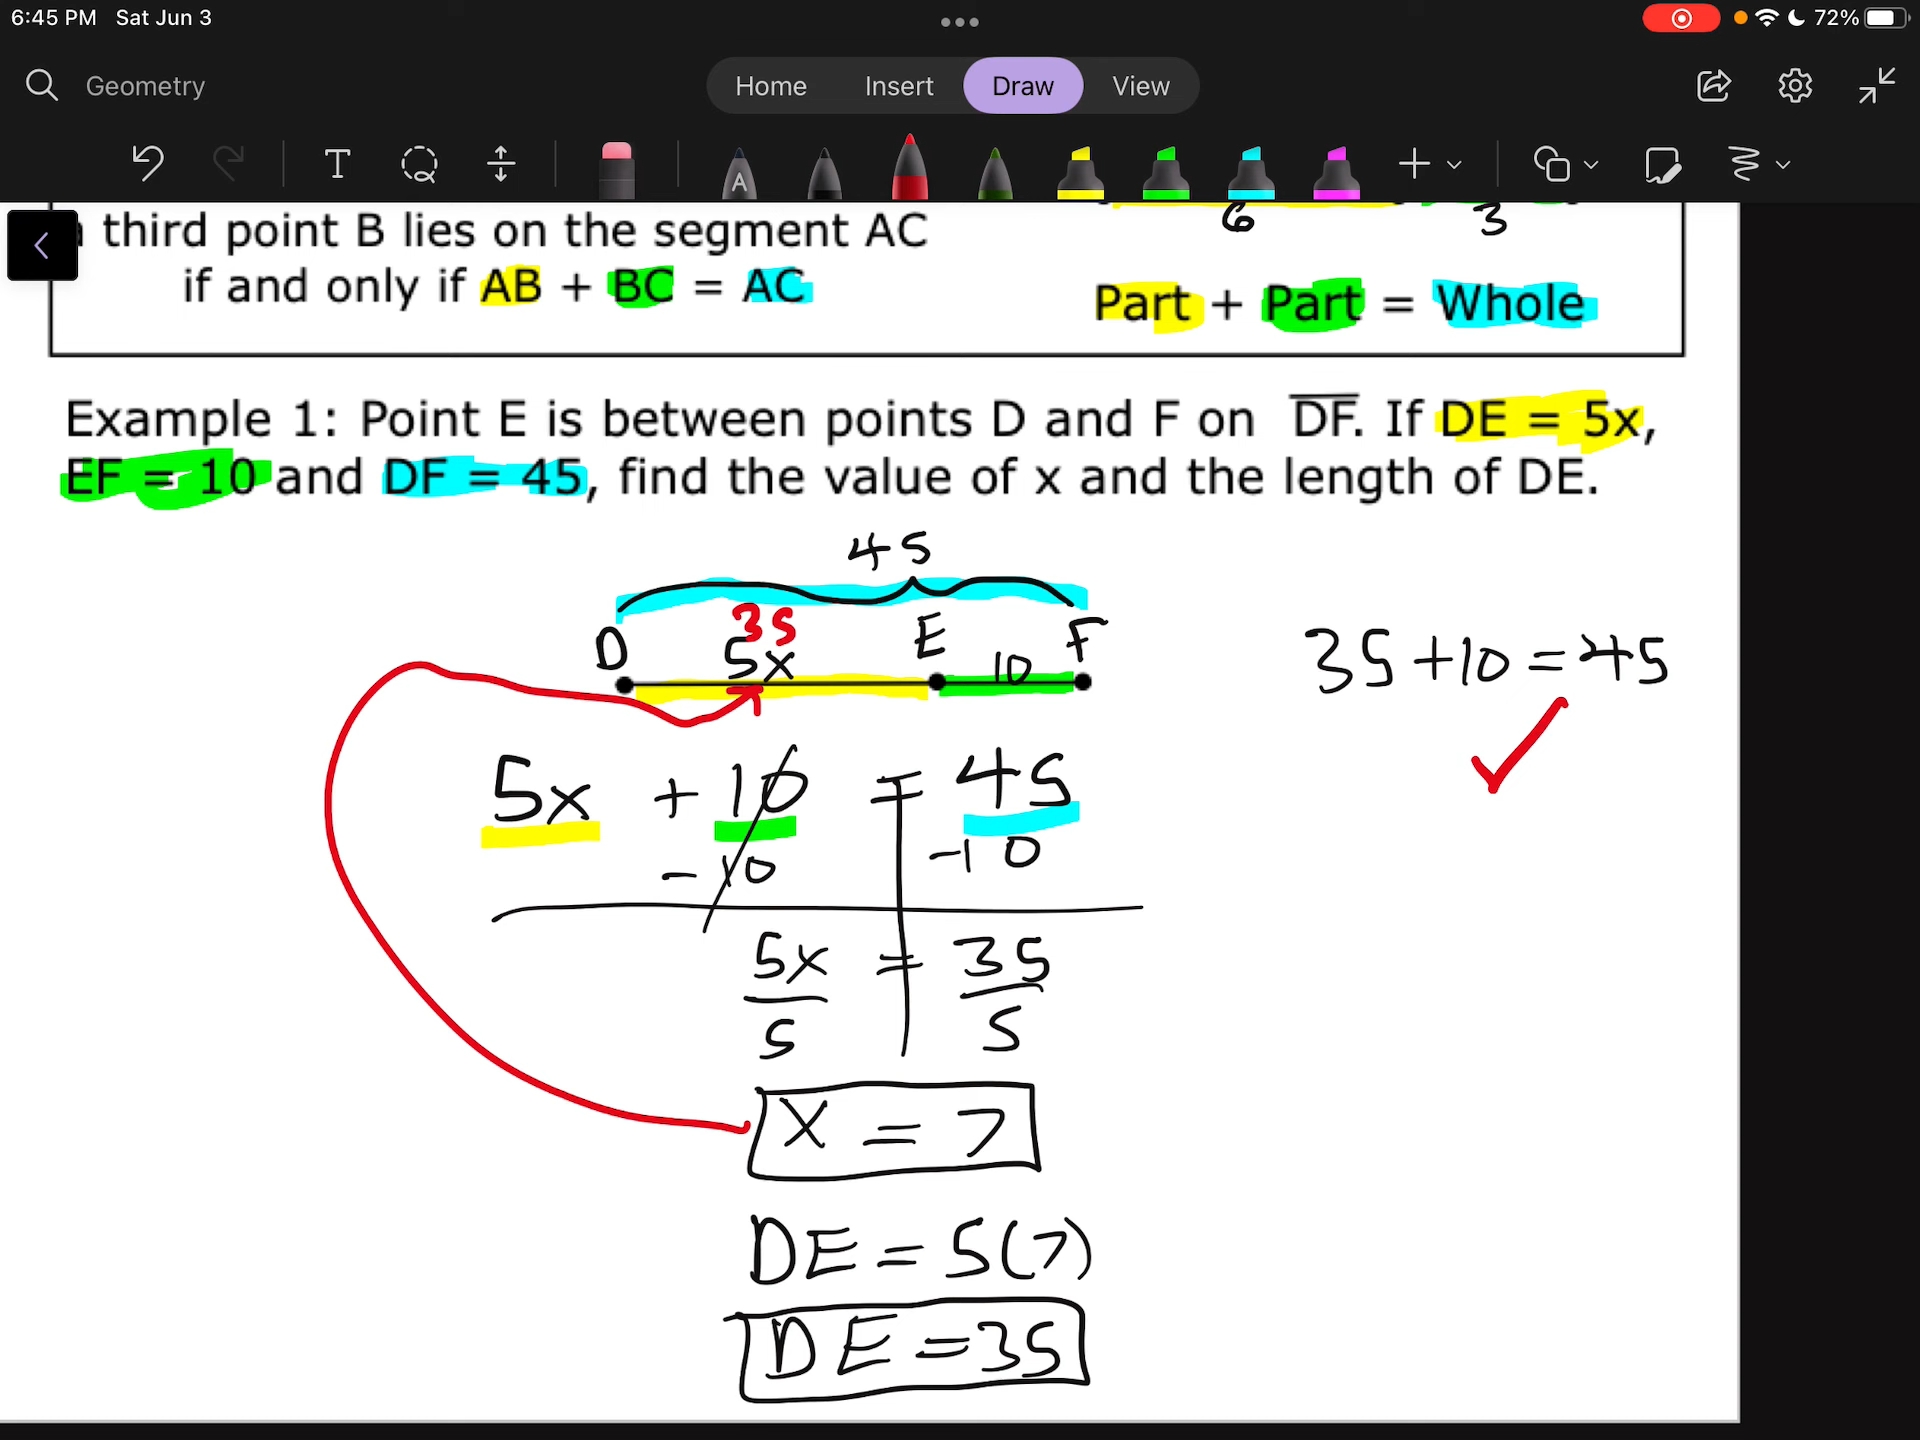 6:45 PM Sat Jun 3
72%
Geometry
Home Insert Draw View
T
A
6 3
third point B lies on the segment AC
if and only if AB + BC = AC
Part + Part = Whole
Example 1: Point E is between points D and F on DF. If DE = 5x,
EF = 10 and DF = 45, find the value of x and the length of DE.
45
35
D 5x E 10 F
35 + 10 = 45
5x + 10 = 45
- 10 - 10
5x = 35
5 5
x = 7
DE = 5(7)
DE = 35